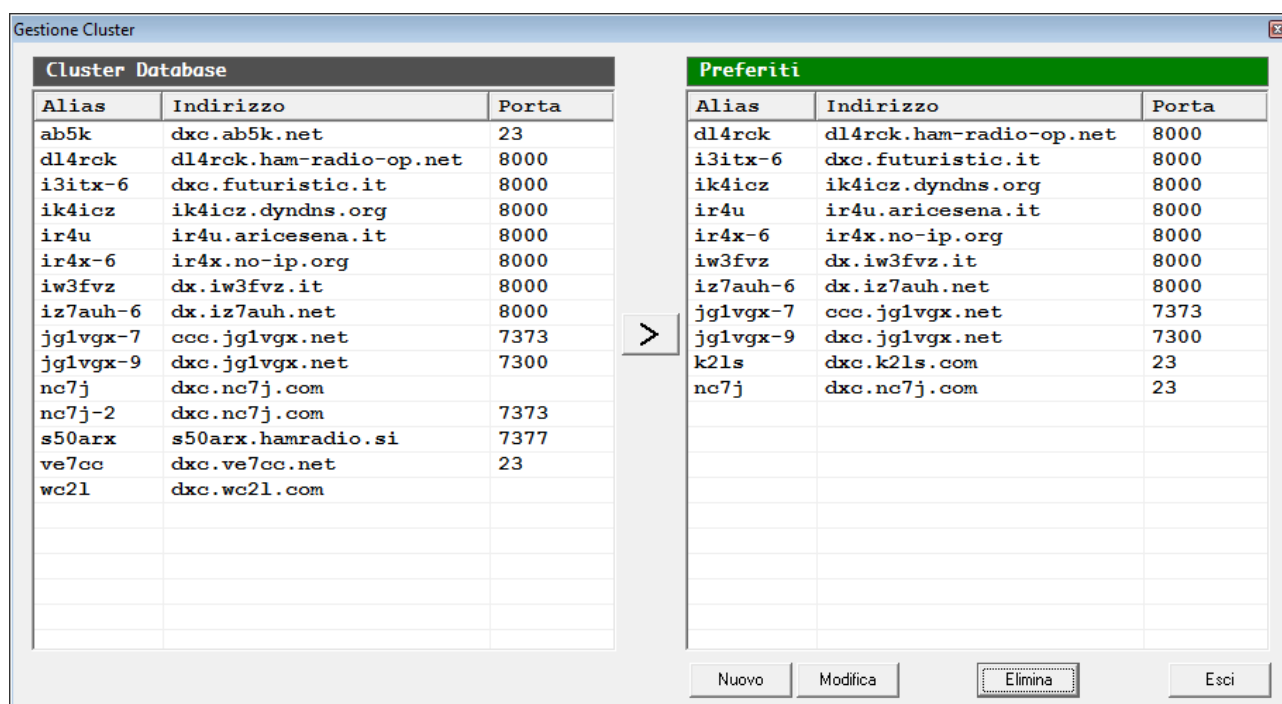 Gestione Cluster
Cluster Database
Alias Indirizzo Porta
ab5k dxc.ab5k.net 23
dl4rck dl4rck.ham-radio-op.net 8000
i3itx-6 dxc.futuristic.it 8000
ik4icz ik4icz.dyndns.org 8000
ir4u ir4u.aricesena.it 8000
ir4x-6 ir4x.no-ip.org 8000
iw3fvz dx.iw3fvz.it 8000
iz7auh-6 dx.iz7auh.net 8000
jg1vgx-7 ccc.jg1vgx.net 7373
jg1vgx-9 dxc.jg1vgx.net 7300
nc7j dxc.nc7j.com
nc7j-2 dxc.nc7j.com 7373
s50arx s50arx.hamradio.si 7377
ve7cc dxc.ve7cc.net 23
wc2l dxc.wc2l.com
>
Preferiti
Alias Indirizzo Porta
dl4rck dl4rck.ham-radio-op.net 8000
i3itx-6 dxc.futuristic.it 8000
ik4icz ik4icz.dyndns.org 8000
ir4u ir4u.aricesena.it 8000
ir4x-6 ir4x.no-ip.org 8000
iw3fvz dx.iw3fvz.it 8000
iz7auh-6 dx.iz7auh.net 8000
jg1vgx-7 ccc.jg1vgx.net 7373
jg1vgx-9 dxc.jg1vgx.net 7300
k2ls dxc.k2ls.com 23
nc7j dxc.nc7j.com 23
Nuovo Modifica Elimina Esci